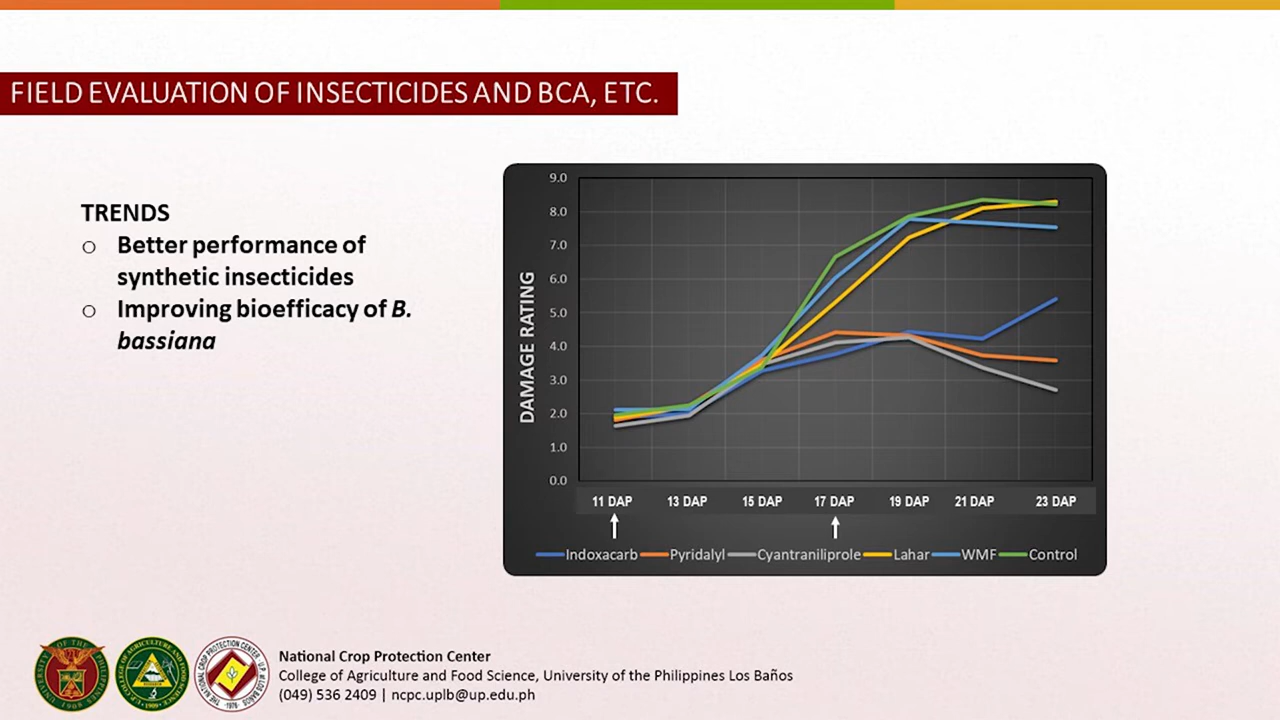 FIELD EVALUATION OF INSECTICIDES AND BCA, ETC.
TRENDS
o Better performance of
synthetic insecticides
o Improving bioefficacy of B.
bassiana
DAMAGE RATING
9.0
8.0
7.0
6.0
5.0
4.0
3.0
2.0
1.0
0.0
11 DAP 13 DAP 15 DAP 17 DAP 19 DAP 21 DAP 23 DAP
Indoxacarb Pyridalyl Cyantraniliprole Lahar WMF Control
National Crop Protection Center
College of Agriculture and Food Science, University of the Philippines Los Baños
(049) 536 2409 | ncpc.uplb@up.edu.ph